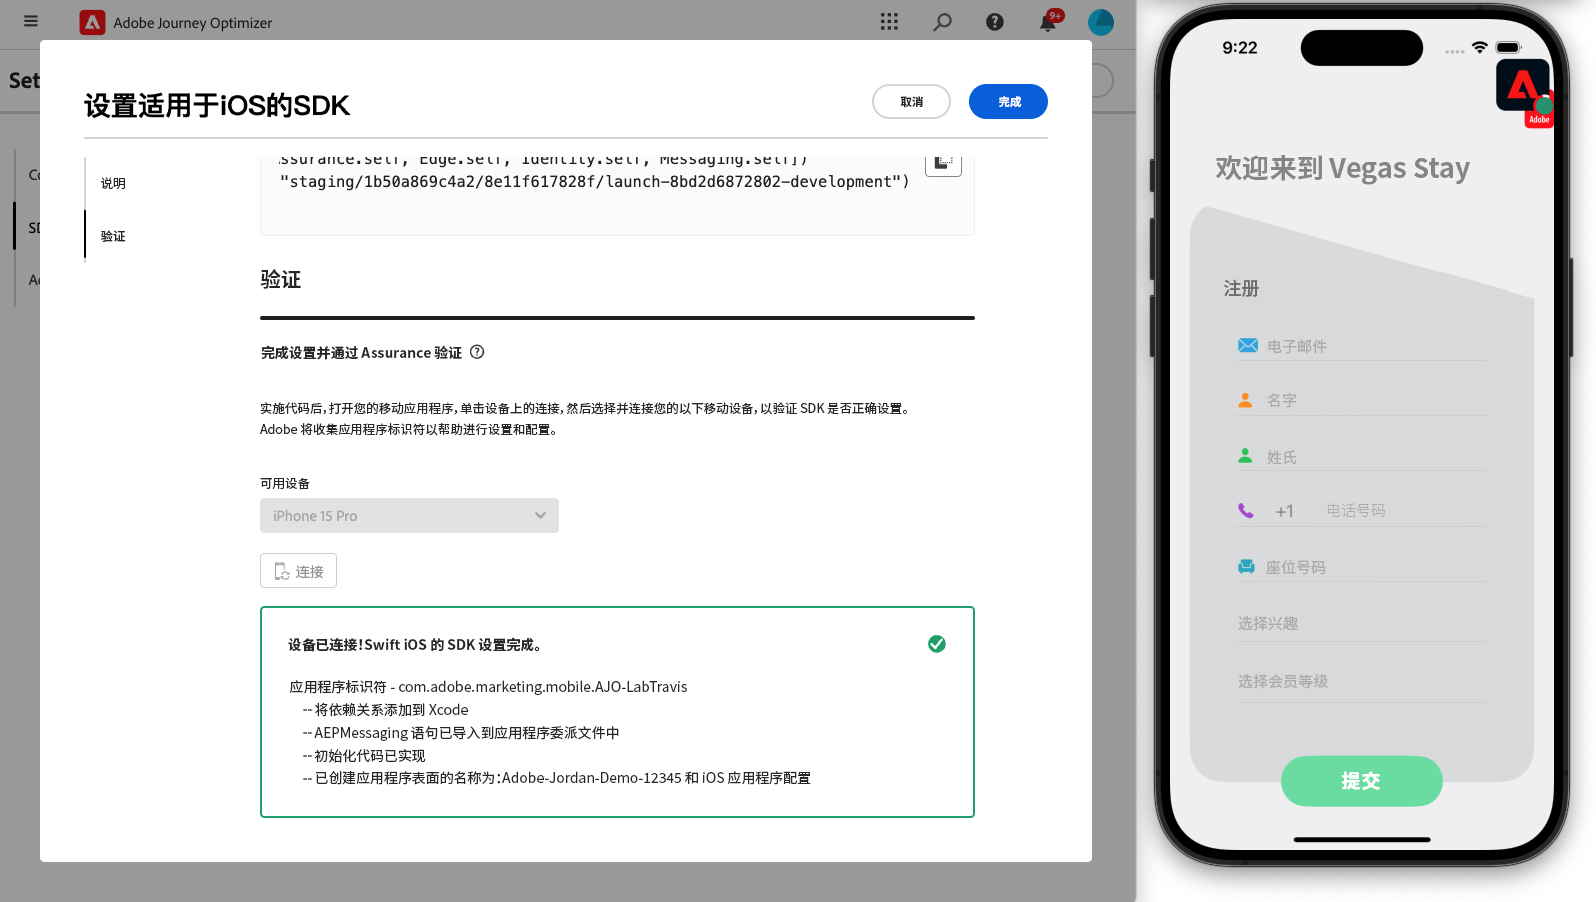 Adobe Journey Optimizer
9+
Set
设置适用于iOS的SDK
取消
完成
说明
验证
ssurance.self, Edge.self, Identity.self, Messaging.self])
"staging/1b50a869c4a2/8e11f617828f/launch-8bd2d6872802-development")
验证
完成设置并通过 Assurance 验证
实施代码后，打开您的移动应用程序，单击设备上的连接，然后选择并连接您的以下移动设备，以验证 SDK 是否正确设置。
Adobe 将收集应用程序标识符以帮助进行设置和配置。
可用设备
iPhone 15 Pro
连接
设备已连接！Swift iOS 的 SDK 设置完成。
应用程序标识符 - com.adobe.marketing.mobile.AJO-LabTravis
-- 将依赖关系添加到 Xcode
-- AEPMessaging 语句已导入到应用程序委派文件中
-- 初始化代码已实现
-- 已创建应用程序表面的名称为：Adobe-Jordan-Demo-12345 和 iOS 应用程序配置
9:22
Adobe
欢迎来到 Vegas Stay
注册
电子邮件
名字
姓氏
+1 电话号码
座位号码
选择兴趣
选择会员等级
提交